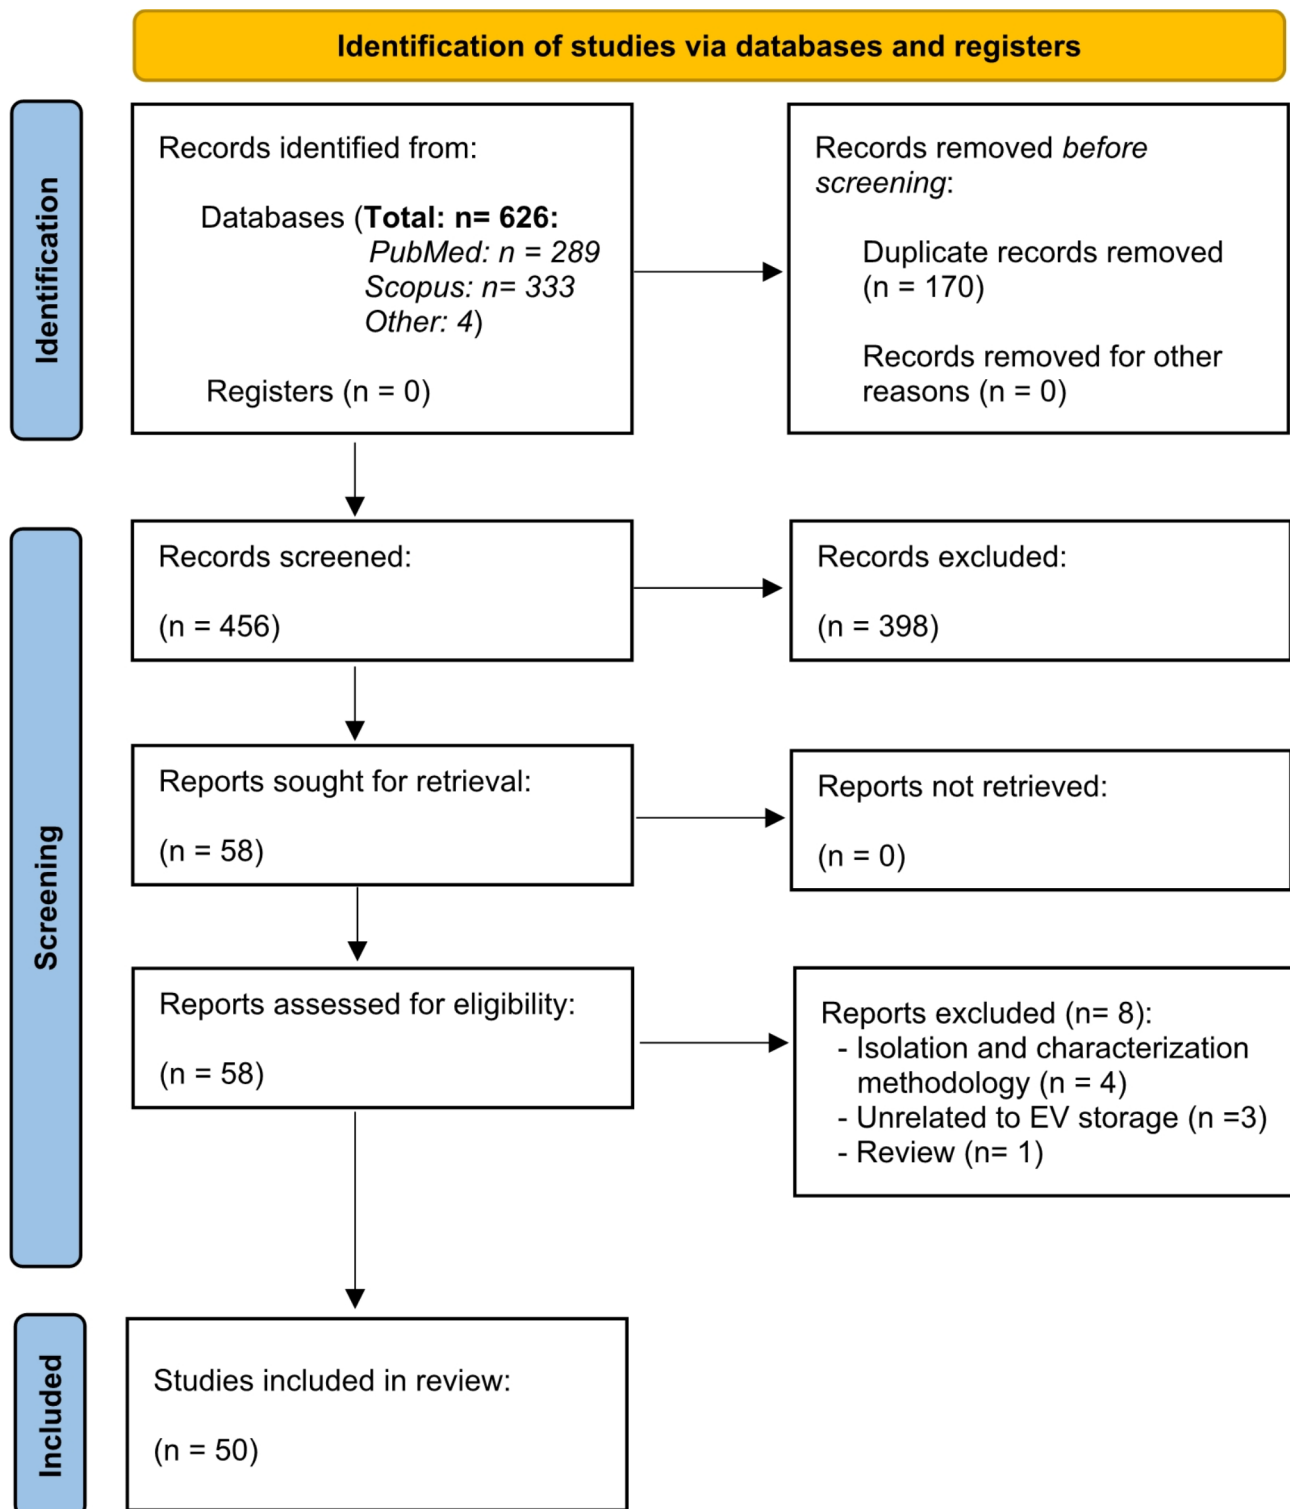 Identification of studies via databases and registers
Identification
Records identified from:
Databases (Total: n= 626:
PubMed: n = 289
Scopus: n= 333
Other: 4)
Registers (n = 0)
Records removed before
screening:
Duplicate records removed
(n = 170)
Records removed for other
reasons (n = 0)
Screening
Records screened:
(n = 456)
Records excluded:
(n = 398)
Reports sought for retrieval:
(n = 58)
Reports not retrieved:
(n = 0)
Reports assessed for eligibility:
(n = 58)
Reports excluded (n= 8):
- Isolation and characterization
methodology (n = 4)
- Unrelated to EV storage (n =3)
- Review (n= 1)
Included
Studies included in review:
(n = 50)